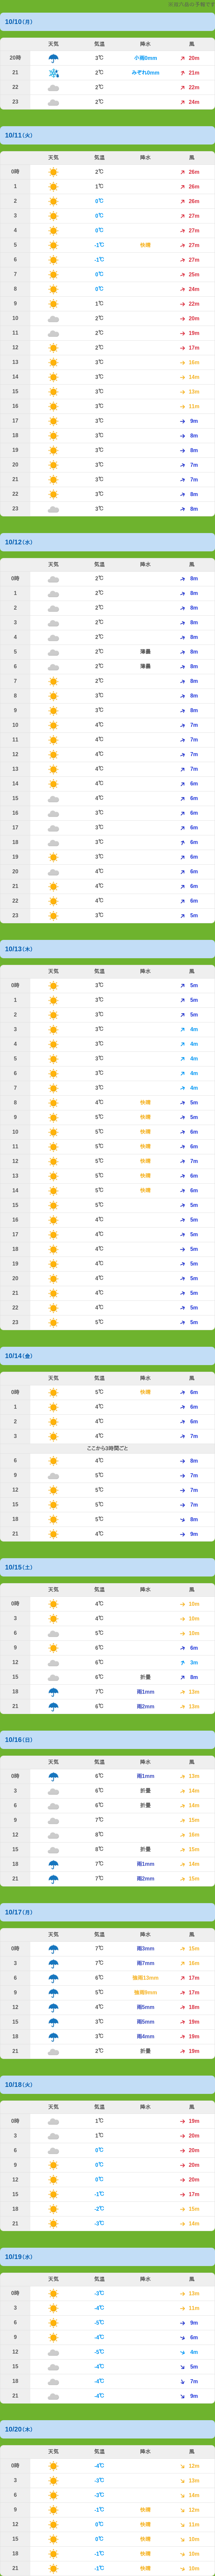 10/10(月)
天気 気温 降水 風
20時 3℃ 小雨0mm 20m
21 2℃ みぞれ0mm 21m
22 2℃ 22m
23 2℃ 24m
10/11(火)
天気 気温 降水 風
0時 2℃ 26m
1 1℃ 26m
2 0℃ 26m
3 0℃ 27m
4 0℃ 27m
5 -1℃ 快晴 27m
6 -1℃ 27m
7 0℃ 25m
8 0℃ 24m
9 1℃ 22m
10 2℃ 20m
11 2℃ 19m
12 2℃ 17m
13 3℃ 16m
14 3℃ 14m
15 3℃ 13m
16 3℃ 11m
17 3℃ 9m
18 3℃ 8m
19 3℃ 8m
20 3℃ 7m
21 3℃ 7m
22 3℃ 8m
23 3℃ 8m
10/12(水)
天気 気温 降水 風
0時 2℃ 8m
1 2℃ 8m
2 2℃ 8m
3 2℃ 8m
4 2℃ 8m
5 2℃ 薄曇 8m
6 2℃ 薄曇 8m
7 2℃ 8m
8 3℃ 8m
9 3℃ 8m
10 4℃ 7m
11 4℃ 7m
12 4℃ 7m
13 4℃ 7m
14 4℃ 6m
15 4℃ 6m
16 3℃ 6m
17 3℃ 6m
18 3℃ 6m
19 3℃ 6m
20 4℃ 6m
21 4℃ 6m
22 4℃ 6m
23 3℃ 5m
10/13(木)
天気 気温 降水 風
0時 3℃ 5m
1 3℃ 5m
2 3℃ 5m
3 3℃ 4m
4 3℃ 4m
5 3℃ 4m
6 3℃ 4m
7 3℃ 4m
8 4℃ 快晴 5m
9 5℃ 快晴 5m
10 5℃ 快晴 6m
11 5℃ 快晴 6m
12 5℃ 快晴 7m
13 5℃ 快晴 6m
14 5℃ 快晴 6m
15 5℃ 5m
16 4℃ 5m
17 4℃ 5m
18 4℃ 5m
19 4℃ 5m
20 4℃ 5m
21 4℃ 5m
22 4℃ 5m
23 5℃ 5m
10/14(金)
天気 気温 降水 風
0時 5℃ 快晴 6m
1 4℃ 6m
2 4℃ 6m
3 4℃ 7m
ここから3時間ごと
6 4℃ 8m
9 5℃ 7m
12 5℃ 7m
15 5℃ 7m
18 5℃ 8m
21 4℃ 9m
10/15(土)
天気 気温 降水 風
0時 4℃ 10m
3 4℃ 10m
6 5℃ 10m
9 6℃ 6m
12 6℃ 3m
15 6℃ 折曇 8m
18 7℃ 雨1mm 13m
21 6℃ 雨2mm 13m
10/16(日)
天気 気温 降水 風
0時 6℃ 雨1mm 13m
3 6℃ 折曇 14m
6 6℃ 折曇 14m
9 7℃ 15m
12 8℃ 16m
15 8℃ 折曇 15m
18 7℃ 雨1mm 14m
21 7℃ 雨2mm 15m
10/17(月)
天気 気温 降水 風
0時 7℃ 雨3mm 15m
3 7℃ 雨7mm 16m
6 6℃ 強雨13mm 17m
9 5℃ 強雨9mm 17m
12 4℃ 雨5mm 18m
15 3℃ 雨5mm 19m
18 3℃ 雨4mm 19m
21 2℃ 折曇 19m
10/18(火)
天気 気温 降水 風
0時 1℃ 19m
3 1℃ 20m
6 0℃ 20m
9 0℃ 20m
12 0℃ 20m
15 -1℃ 17m
18 -2℃ 15m
21 -3℃ 14m
10/19(水)
天気 気温 降水 風
0時 -3℃ 13m
3 -4℃ 11m
6 -5℃ 9m
9 -4℃ 6m
12 -5℃ 4m
15 -4℃ 5m
18 -4℃ 7m
21 -4℃ 9m
10/20(木)
天気 気温 降水 風
0時 -4℃ 12m
3 -3℃ 13m
6 -3℃ 14m
9 -1℃ 快晴 12m
12 0℃ 快晴 11m
15 0℃ 快晴 10m
18 -1℃ 快晴 10m
21 -1℃ 快晴 10m